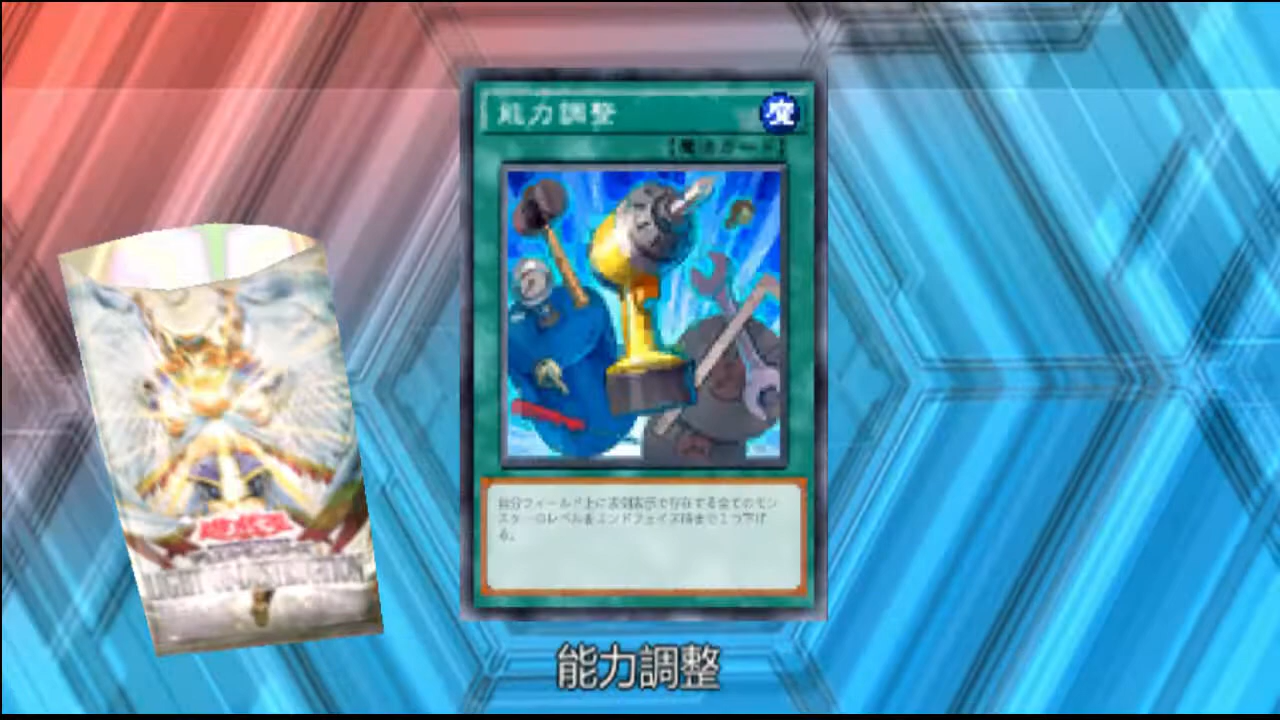 能力調整
魔
【魔法カード】
自分フィールド上に表側表示で存在する全てのモン
スターのレベルをエンドフェイズ時まで1つ下げ
る。
遊戯王
能力調整